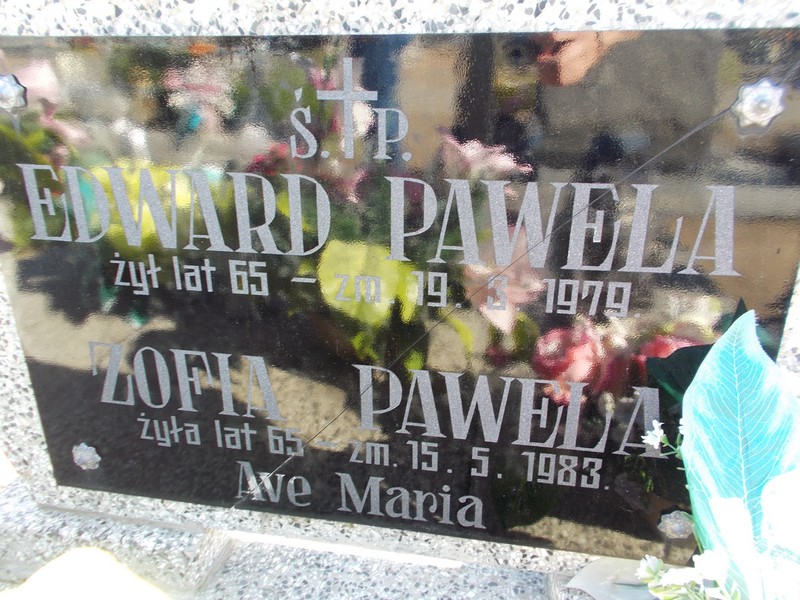 Ś.†P.
EDWARD PAWELA
żył lat 65 – zm 19. 3. 1979.
ZOFIA PAWELA
żyła lat 65 – zm. 15. 5. 1983.
Ave Maria